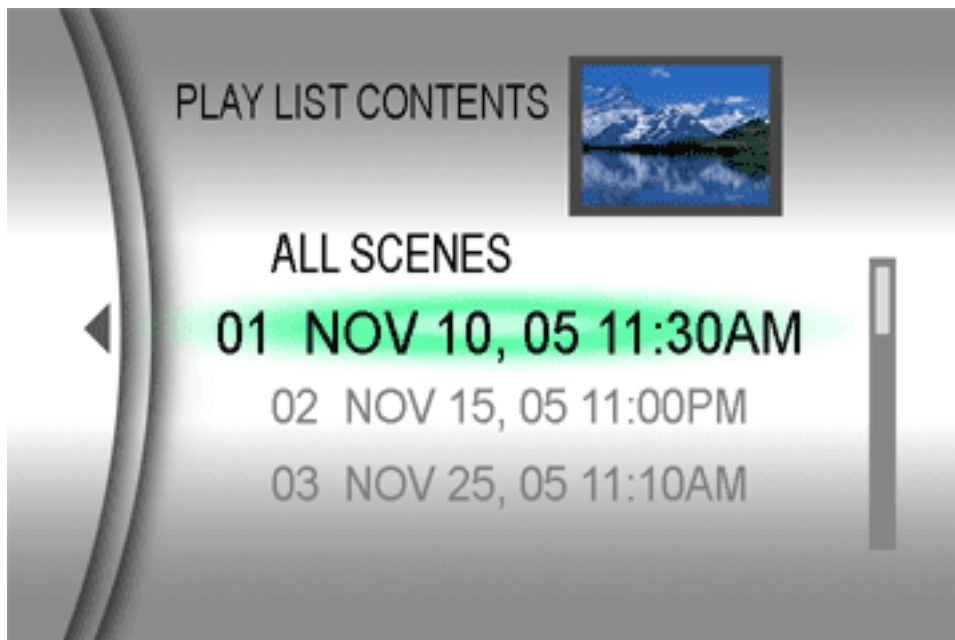 PLAY LIST CONTENTS
ALL SCENES
01 NOV 10, 05 11:30AM
02 NOV 15, 05 11:00PM
03 NOV 25, 05 11:10AM